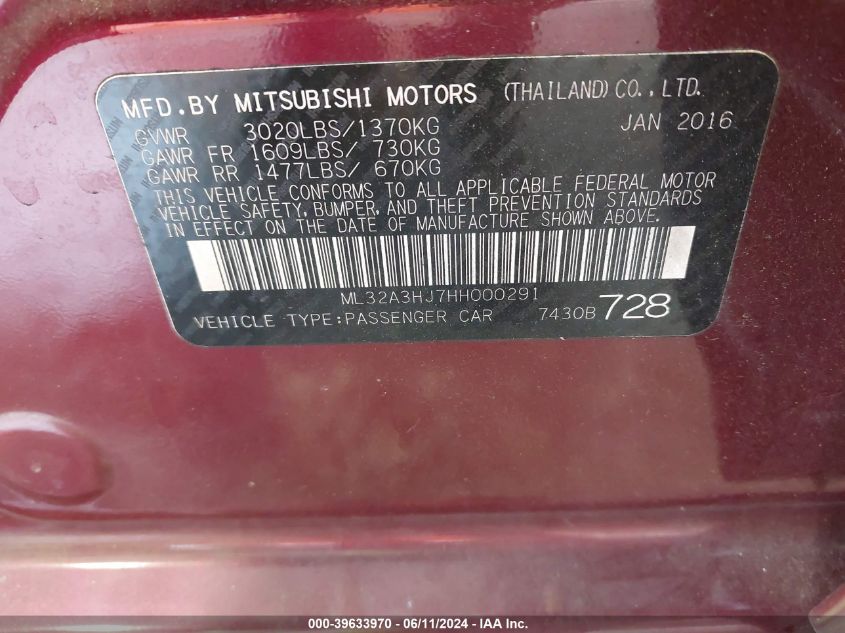 MFD.BY MITSUBISHI MOTORS (THAILAND) CO., LTD.
GVWR 3020LBS/1370KG JAN 2016
GAWR FR 1609LBS/ 730KG
GAWR RR 1477LBS/ 670KG
THIS VEHICLE CONFORMS TO ALL APPLICABLE FEDERAL MOTOR
VEHICLE SAFETY, BUMPER, AND THEFT PREVENTION STANDARDS
IN EFFECT ON THE DATE OF MANUFACTURE SHOWN ABOVE.
ML32A3HJ7HH000291
VEHICLE TYPE:PASSENGER CAR 7430B 728
000-39633970 - 06/11/2024 - IAA Inc.